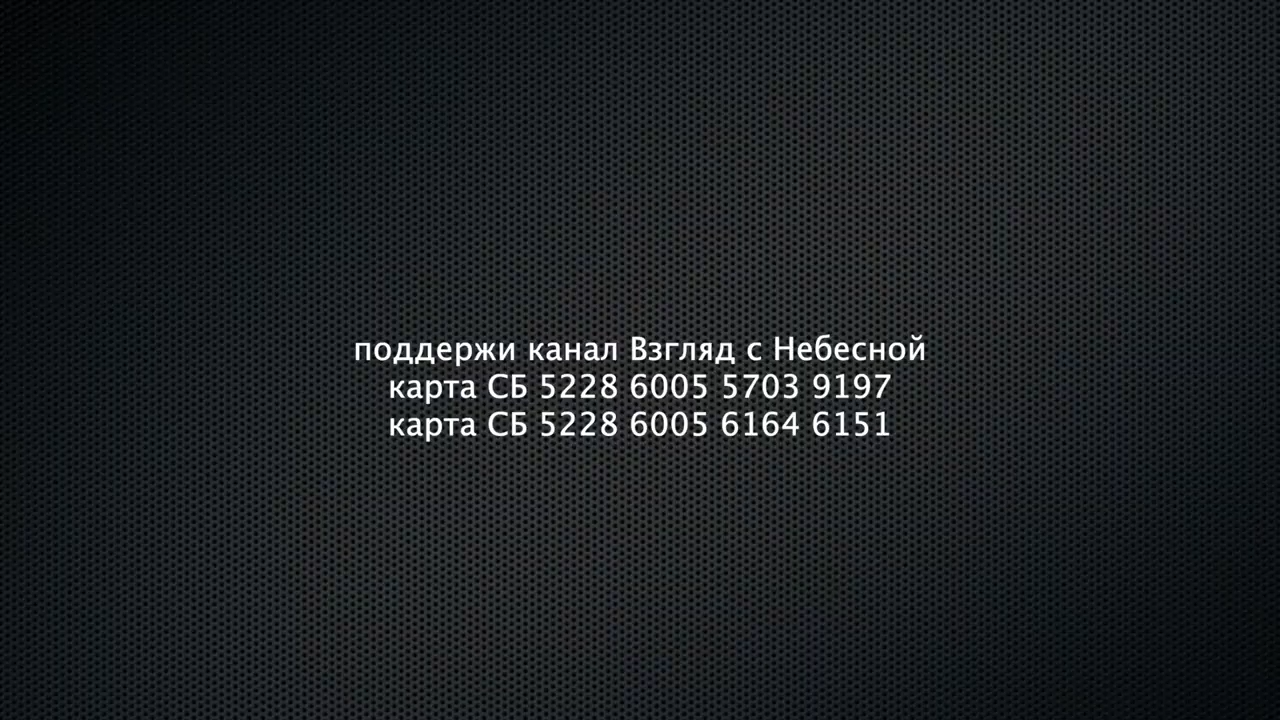 поддержи канал Взгляд с Небесной
карта СБ 5228 6005 5703 9197
карта СБ 5228 6005 6164 6151